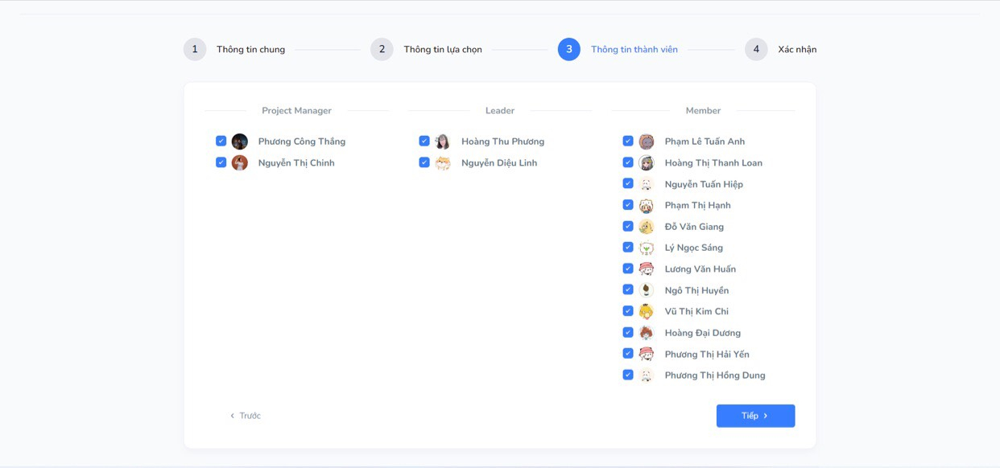 1 Thông tin chung
2 Thông tin lựa chọn
3 Thông tin thành viên
4 Xác nhận
Project Manager
Phương Công Thắng
Nguyễn Thị Chinh
Leader
Hoàng Thu Phương
Nguyễn Diệu Linh
Member
Phạm Lê Tuấn Anh
Hoàng Thị Thanh Loan
Nguyễn Tuấn Hiệp
Phạm Thị Hạnh
Đỗ Văn Giang
Lý Ngọc Sáng
Lương Văn Huấn
Ngô Thị Huyền
Vũ Thị Kim Chi
Hoàng Đại Dương
Phương Thị Hải Yến
Phương Thị Hồng Dung
Trước
Tiếp